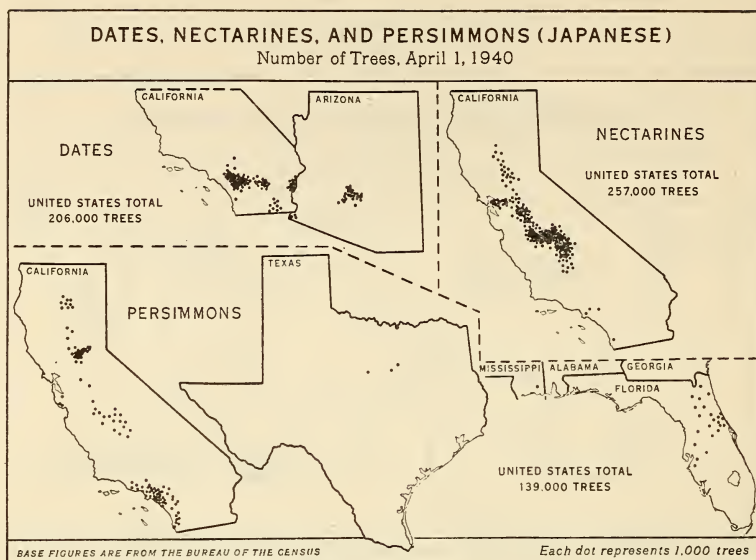 DATES, NECTARINES, AND PERSIMMONS (JAPANESE)
Number of Trees, April 1, 1940
CALIFORNIA
ARIZONA
DATES
UNITED STATES TOTAL
206,000 TREES
CALIFORNIA
NECTARINES
UNITED STATES TOTAL
257,000 TREES
CALIFORNIA
TEXAS
PERSIMMONS
MISSISSIPPI
ALABAMA
GEORGIA
FLORIDA
UNITED STATES TOTAL
139,000 TREES
BASE FIGURES ARE FROM THE BUREAU OF THE CENSUS
Each dot represents 1,000 trees